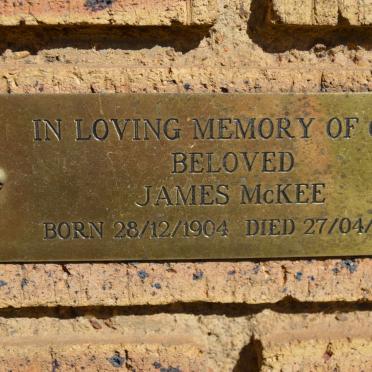 IN LOVING MEMORY OF
BELOVED
JAMES McKEE
BORN 28/12/1904 DIED 27/04/